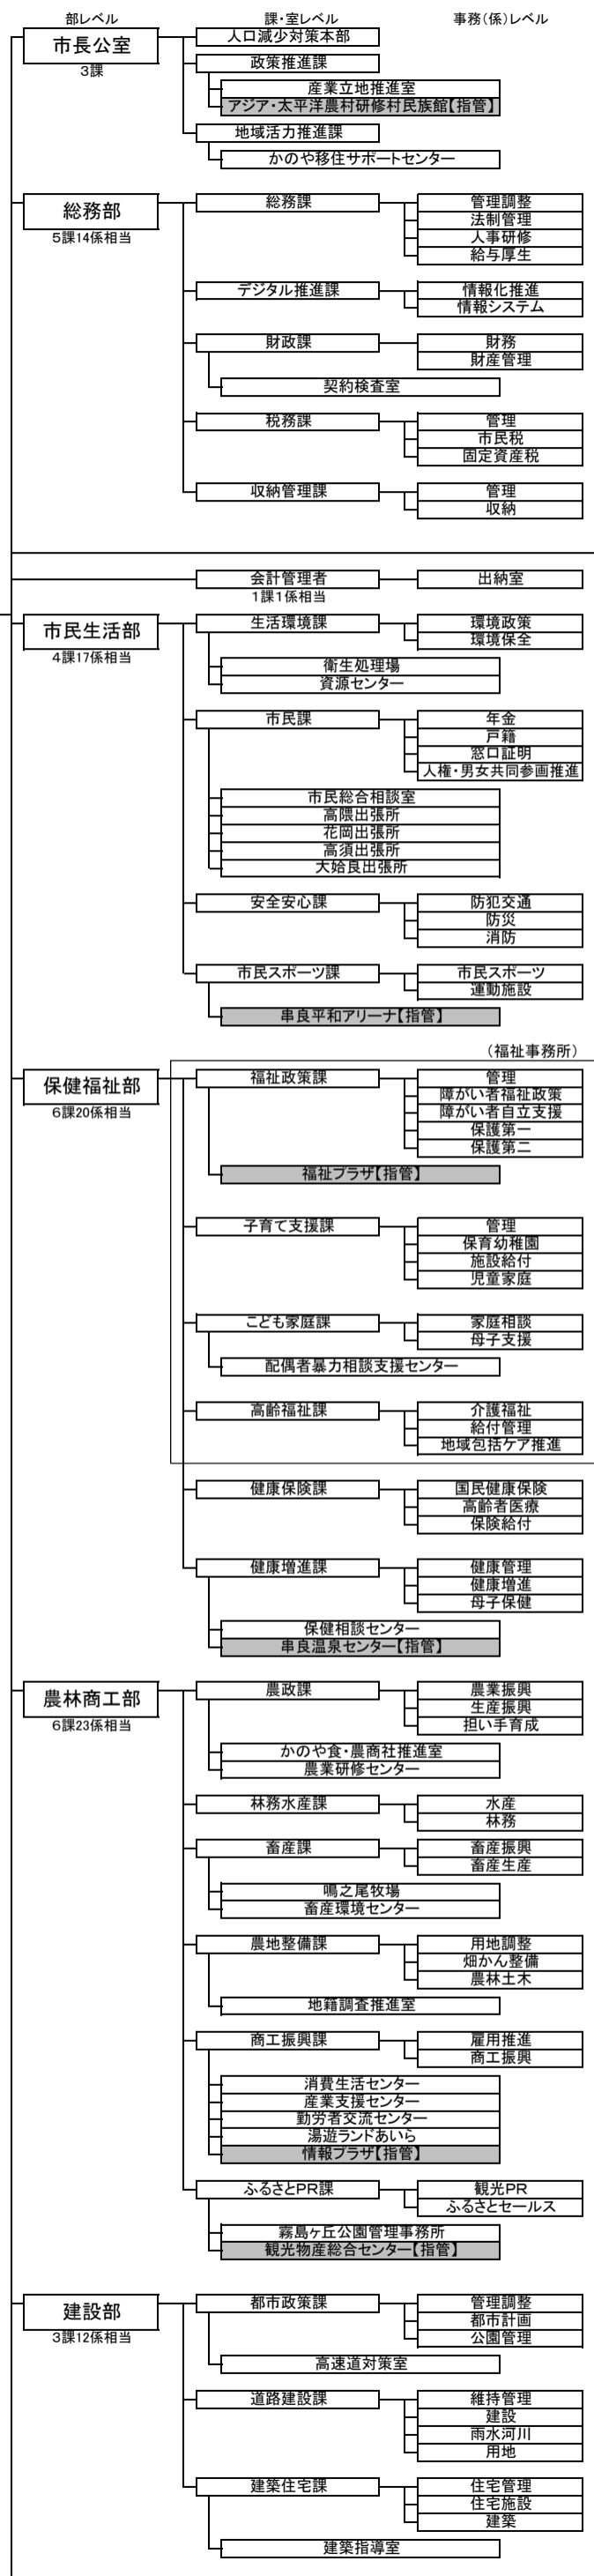 部レベル 課・室レベル 事務(係)レベル
市長公室 人口減少対策本部
3課 政策推進課
産業立地推進室
アジア・太平洋農村研修村民族館【指管】
地域活力推進課
かのや移住サポートセンター
総務部 総務課 管理調整
5課14係相当 法制管理
人事研修
給与厚生
デジタル推進課 情報化推進
情報システム
財政課 財務
財産管理
契約検査室
税務課 管理
市民税
固定資産税
収納管理課 管理
収納
会計管理者 出納室
1課1係相当
市民生活部 生活環境課 環境政策
4課17係相当 環境保全
衛生処理場
資源センター
市民課 年金
戸籍
窓口証明
人権・男女共同参画推進
市民総合相談室
高隈出張所
花岡出張所
高須出張所
大姶良出張所
安全安心課 防犯交通
防災
消防
市民スポーツ課 市民スポーツ
運動施設
串良平和アリーナ【指管】
(福祉事務所)
保健福祉部 福祉政策課 管理
6課20係相当 障がい者福祉政策
障がい者自立支援
保護第一
保護第二
福祉プラザ【指管】
子育て支援課 管理
保育幼稚園
施設給付
児童家庭
こども家庭課 家庭相談
母子支援
配偶者暴力相談支援センター
高齢福祉課 介護福祉
給付管理
地域包括ケア推進
健康保険課 国民健康保険
高齢者医療
保険給付
健康増進課 健康管理
健康増進
母子保健
保健相談センター
串良温泉センター【指管】
農林商工部 農政課 農業振興
6課23係相当 生産振興
担い手育成
かのや食・農商社推進室
農業研修センター
林務水産課 水産
林務
畜産課 畜産振興
畜産生産
鳴之尾牧場
畜産環境センター
農地整備課 用地調整
畑かん整備
農林土木
地籍調査推進室
商工振興課 雇用推進
商工振興
消費生活センター
産業支援センター
勤労者交流センター
湯遊ランドあいら
情報プラザ【指管】
ふるさとPR課 観光PR
ふるさとセールス
霧島ヶ丘公園管理事務所
観光物産総合センター【指管】
建設部 都市政策課 管理調整
3課12係相当 都市計画
公園管理
高速道対策室
道路建設課 維持管理
建設
雨水河川
用地
建築住宅課 住宅管理
住宅施設
建築
建築指導室